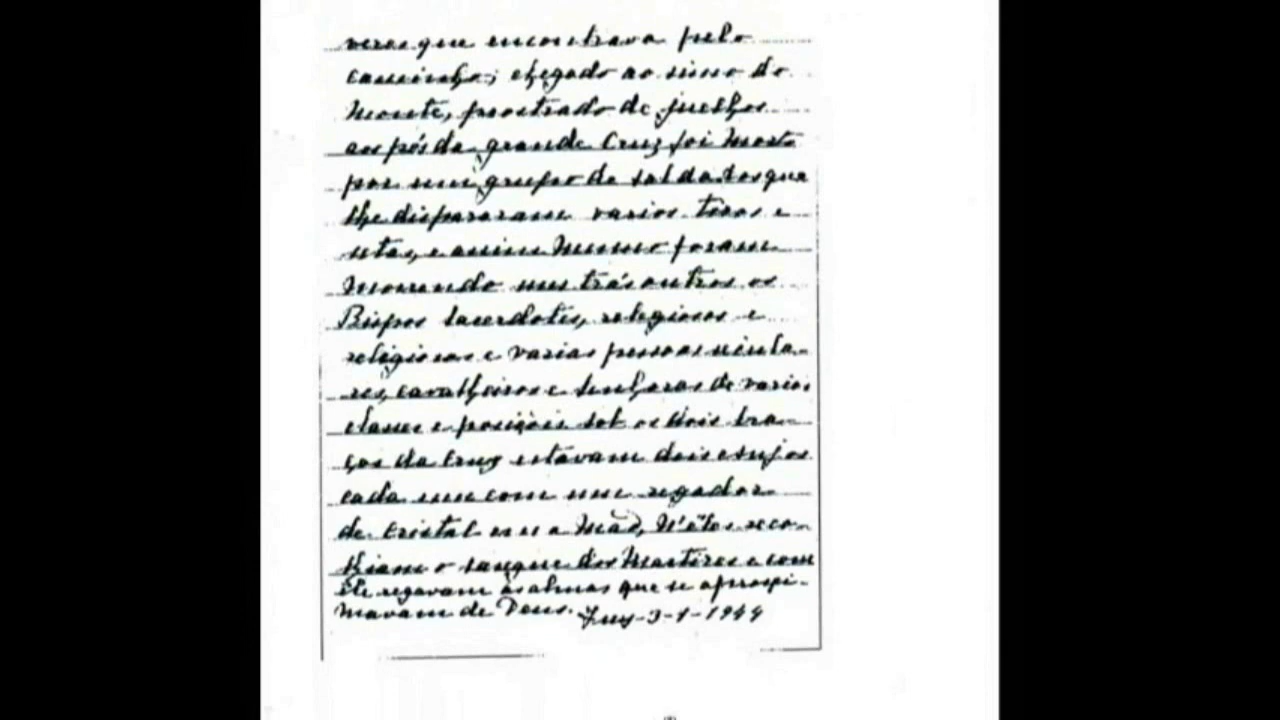 veres que encontrava pelo
caminho; chegado ao simo do
monte, prostrado de juelhos
aos pés da grande Cruz foi morto
por um grupo de soldados que
lhe dispararam varios tiros e
setas, e assim mesmo foram
morrendo uns trás outros os
Bispos Sacerdotes, religiosos e
religiosas e varias pessoas secula-
res, cavalheiros e senhoras de varias
classes e posições. Sob os dois bra-
ços da Cruz estavam dois Anjos
cada um com um regador
de cristal em a mão, N'êles reco-
lhiam o sangue dos Martires e com
êle regavam as almas que se aproxi-
mavam de Deus. Tuy-3-1-1944